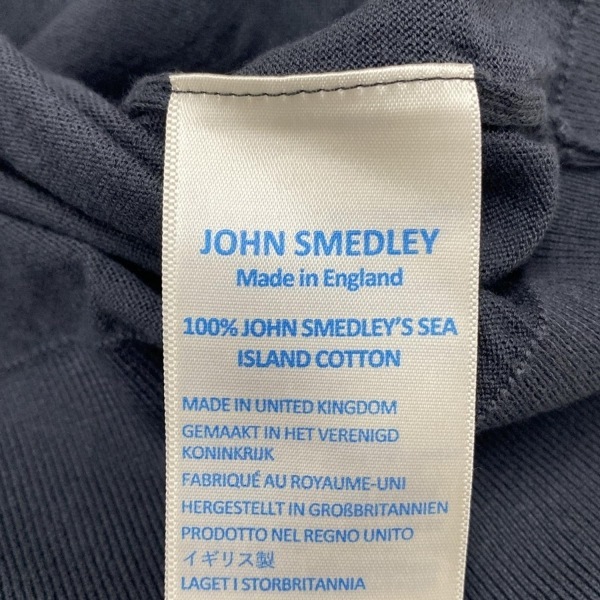 JOHN SMEDLEY
Made in England
100% JOHN SMEDLEY'S SEA
ISLAND COTTON
MADE IN UNITED KINGDOM
GEMAAKT IN HET VERENIGD
KONINKRIJK
FABRIQUÉ AU ROYAUME-UNI
HERGESTELLT IN GROßBRITANNIEN
PRODOTTO NEL REGNO UNITO
イギリス製
LAGET I STORBRITANNIA